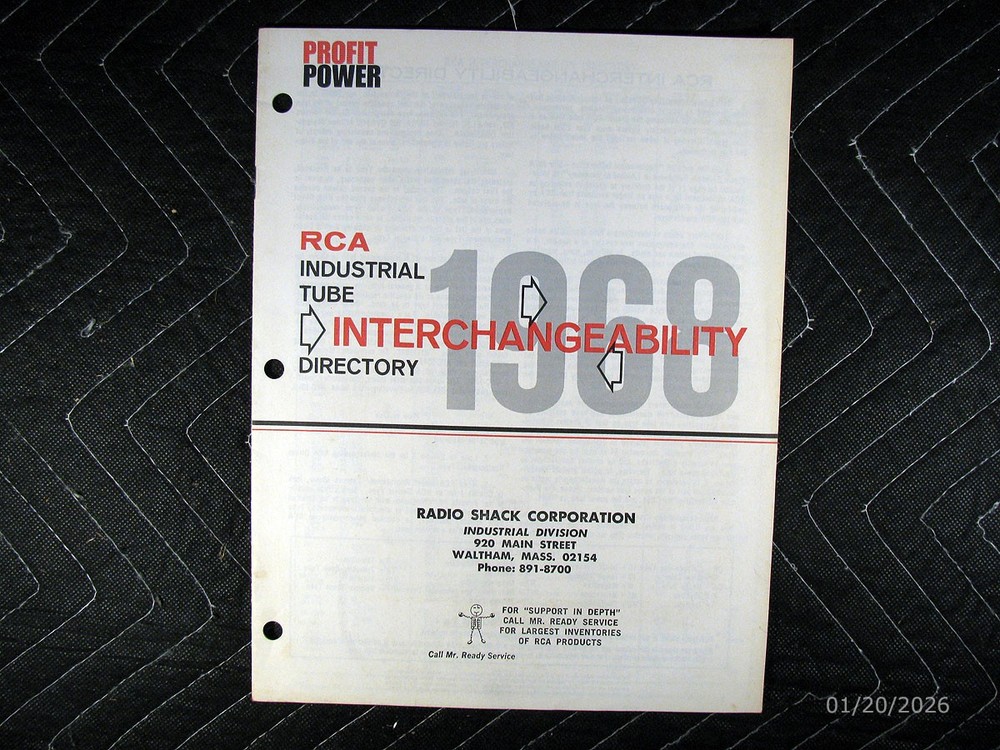 PROFIT
POWER
RCA
INDUSTRIAL
TUBE
1968
INTERCHANGEABILITY
DIRECTORY
RADIO SHACK CORPORATION
INDUSTRIAL DIVISION
920 MAIN STREET
WALTHAM, MASS. 02154
Phone: 891-8700
FOR "SUPPORT IN DEPTH"
CALL MR. READY SERVICE
FOR LARGEST INVENTORIES
OF RCA PRODUCTS
Call Mr. Ready Service
01/20/2026